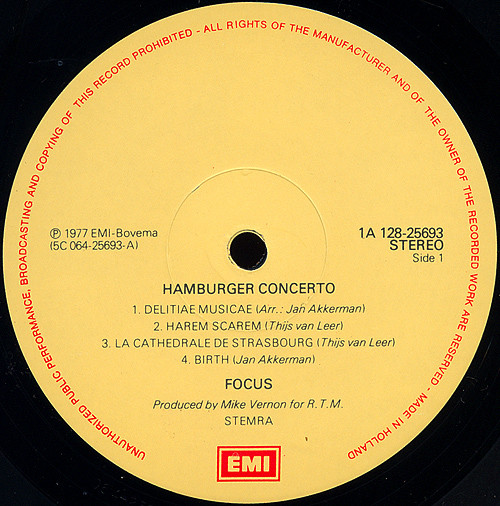 UNAUTHORIZED PUBLIC PERFORMANCE, BROADCASTING AND COPYING OF THIS RECORD PROHIBITED - ALL RIGHTS OF THE MANUFACTURER AND OF THE OWNER OF THE RECORDED WORK ARE RESERVED - MADE IN HOLLAND
℗ 1977 EMI-Bovema
(5C 064-25693-A)
1A 128-25693
STEREO
Side 1
HAMBURGER CONCERTO
1. DELITIAE MUSICAE (Arr.: Jan Akkerman)
2. HAREM SCAREM (Thijs van Leer)
3. LA CATHEDRALE DE STRASBOURG (Thijs van Leer)
4. BIRTH (Jan Akkerman)
FOCUS
Produced by Mike Vernon for R.T.M.
STEMRA
EMI